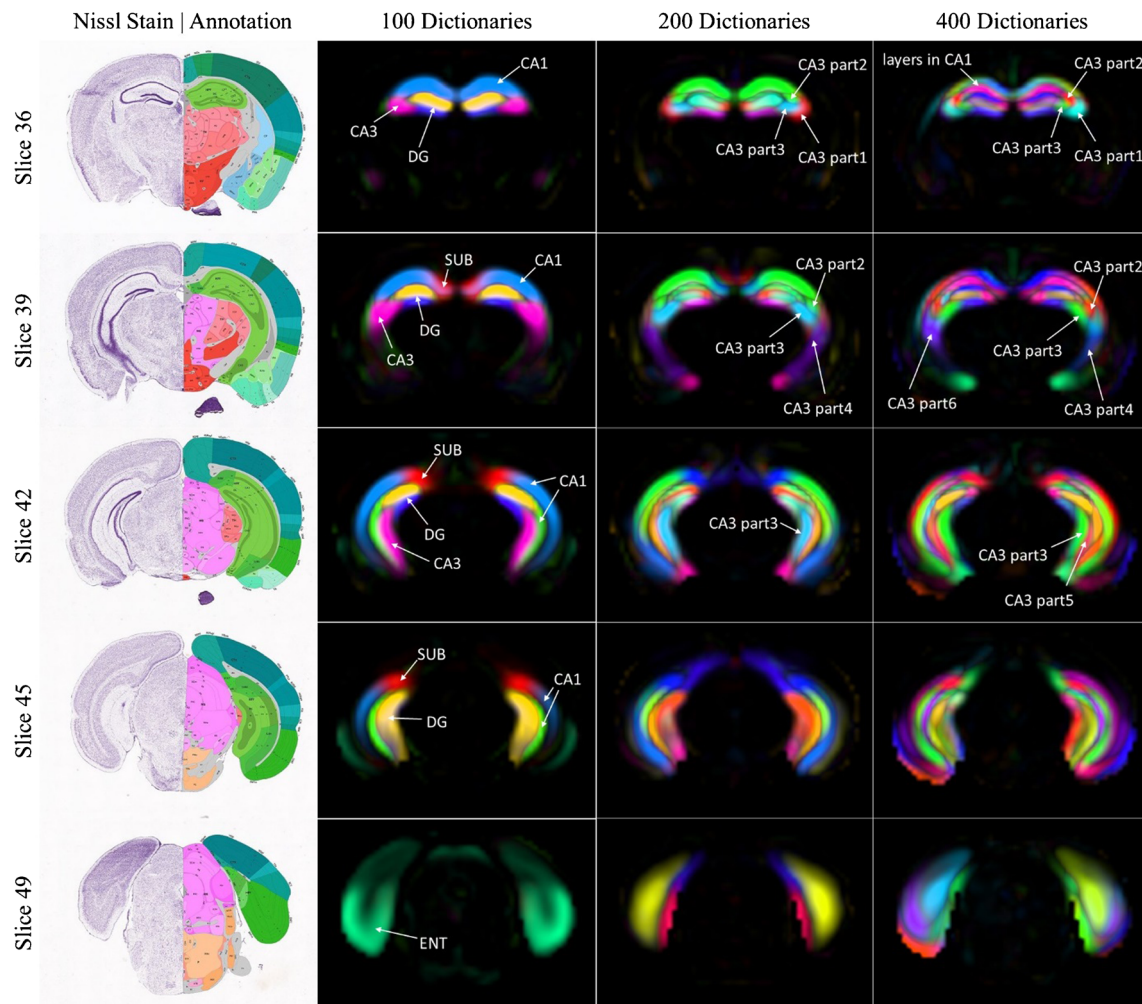 Nissl Stain | Annotation
100 Dictionaries
200 Dictionaries
400 Dictionaries
Slice 36
CA1
CA3
DG
CA3 part2
CA3 part3
CA3 part1
layers in CA1
CA3 part2
CA3 part3
CA3 part1
Slice 39
SUB
CA1
DG
CA3
CA3 part2
CA3 part3
CA3 part4
CA3 part2
CA3 part3
CA3 part6
CA3 part4
Slice 42
SUB
CA1
DG
CA3
CA3 part3
CA3 part3
CA3 part5
Slice 45
SUB
CA1
DG
Slice 49
ENT